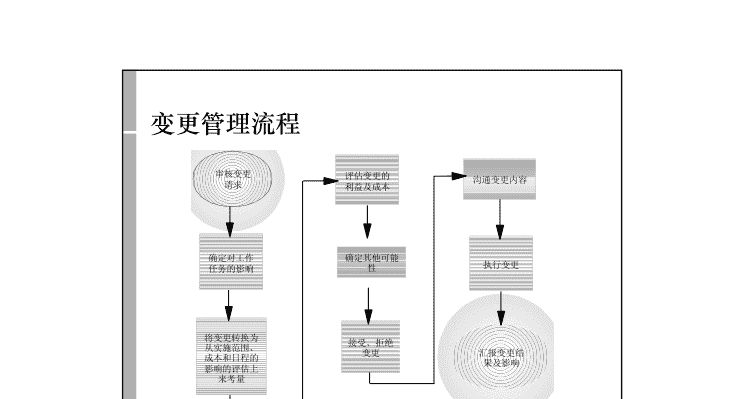 变更管理流程
审核变更
请求
确定对工作
任务的影响
将变更转换为
从实施范围、
成本和日程的
影响的评估上
来考量
评估变更的
利益及成本
确定其他可能
性
接受、拒绝
变更
沟通变更内容
执行变更
汇报变更结
果及影响